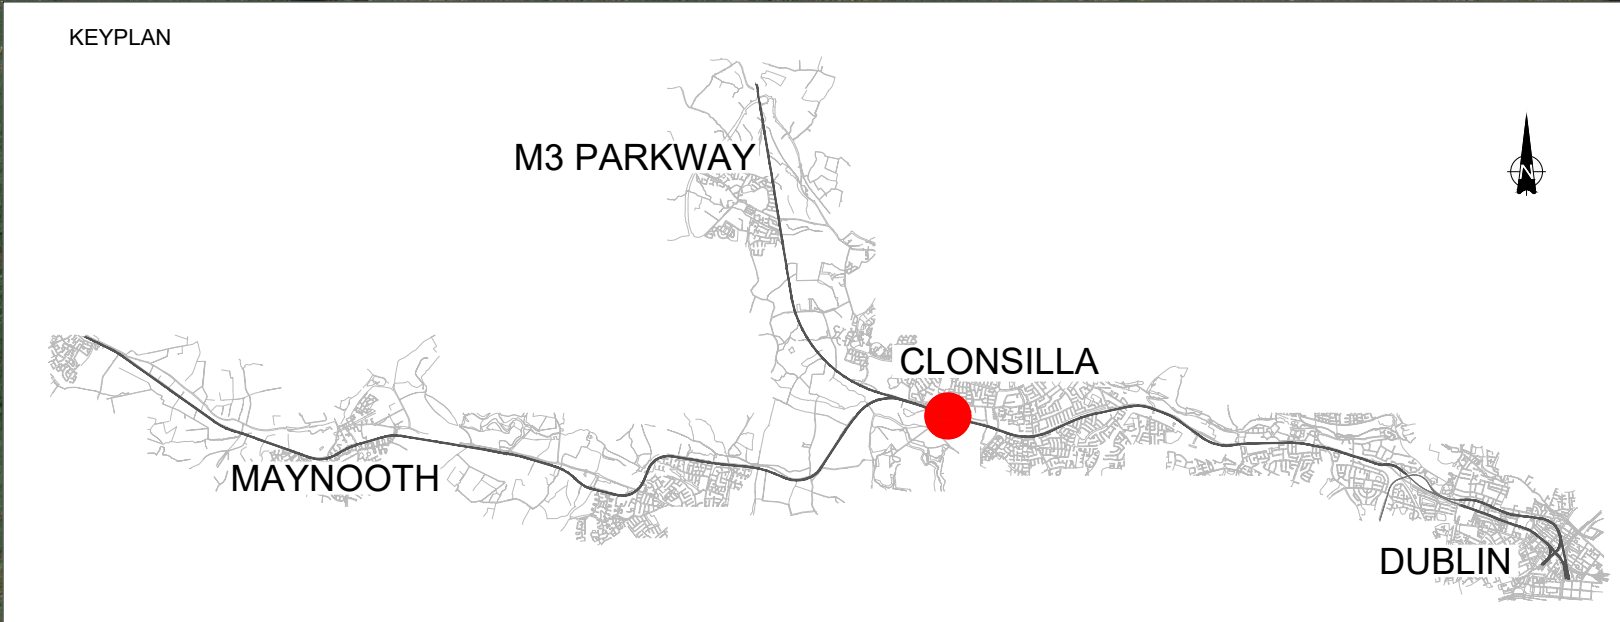 KEYPLAN
M3 PARKWAY
N
CLONSILLA
MAYNOOTH
DUBLIN